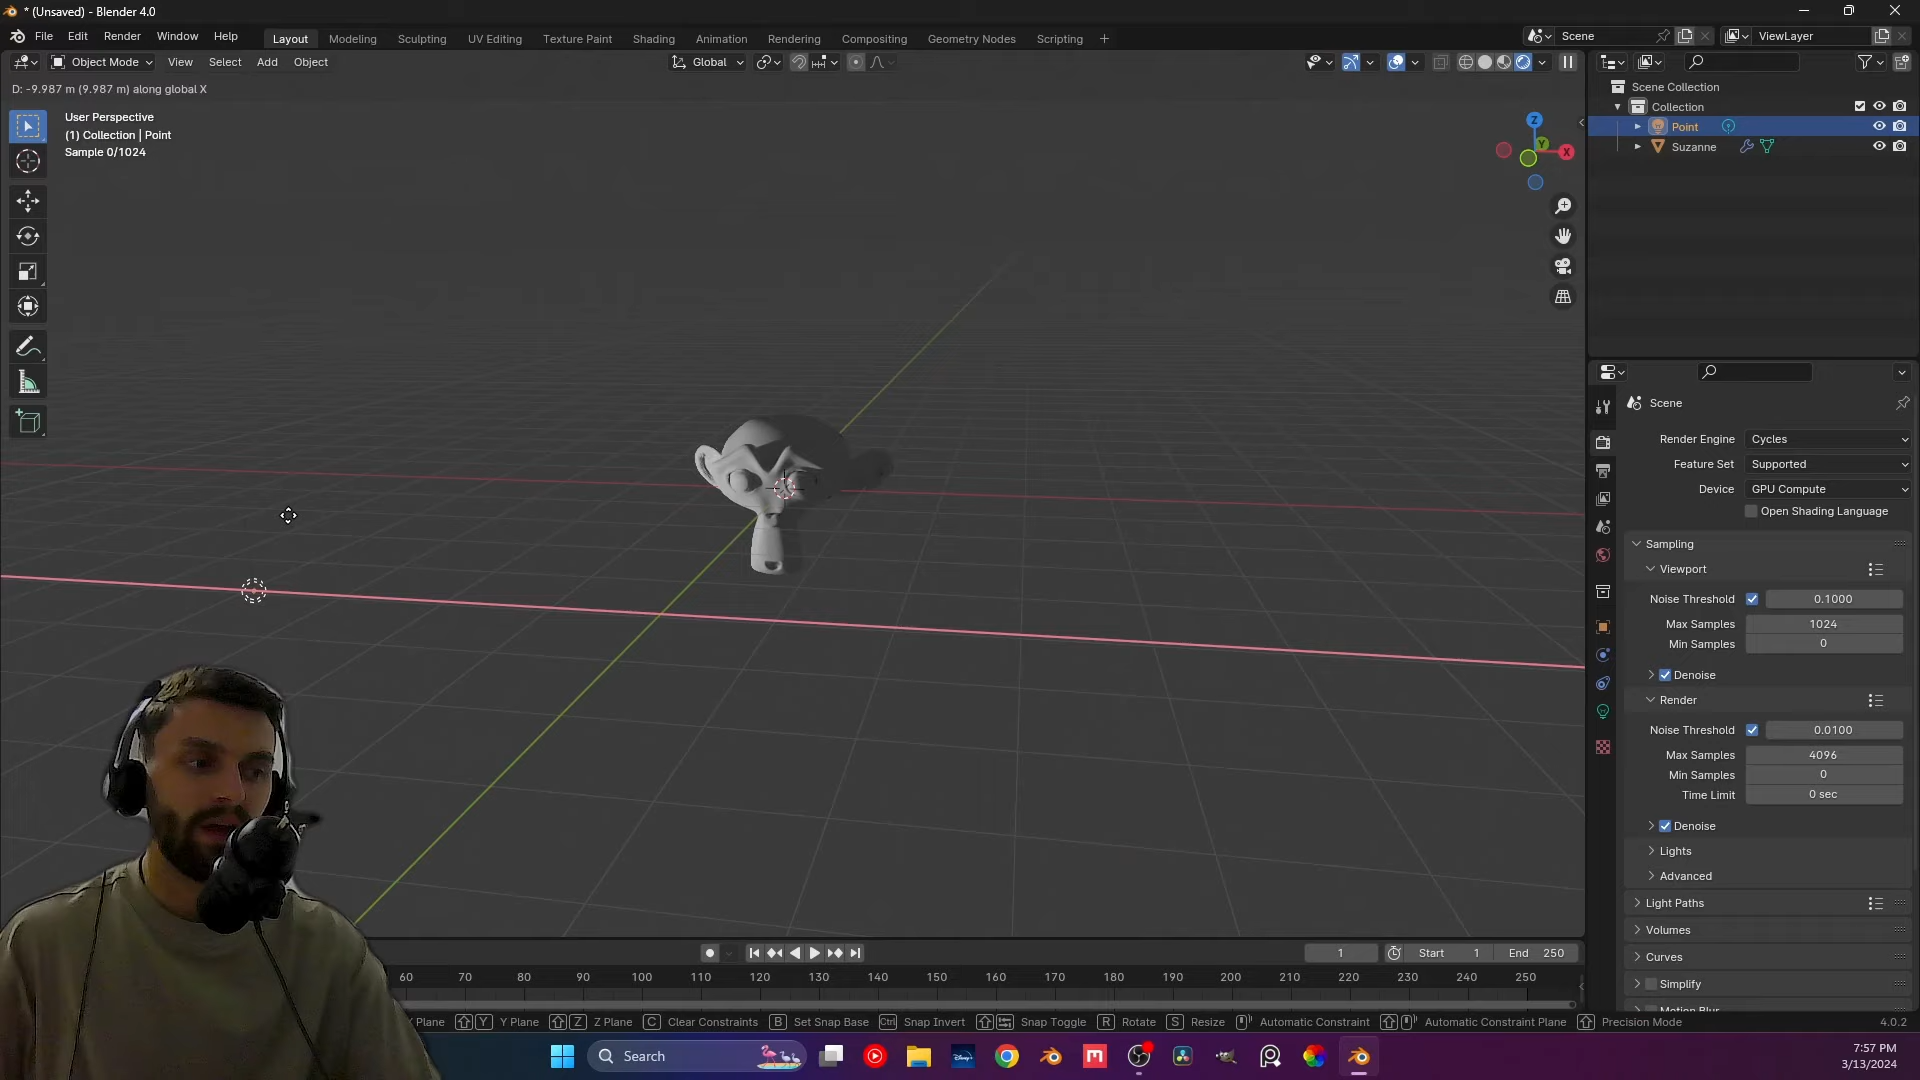 * (Unsaved) - Blender 4.0
File Edit Render Window Help Layout Modeling Sculpting UV Editing Texture Paint Shading Animation Rendering Compositing Geometry Nodes Scripting + Scene ViewLayer
Object Mode View Select Add Object Global
D: -9.987 m (9.987 m) along global X
User Perspective
(1) Collection | Point
Sample 0/1024
Z
Y
X
Scene Collection
Collection
Point
Suzanne
Scene
Render Engine Cycles
Feature Set Supported
Device GPU Compute
Open Shading Language
Sampling
Viewport
Noise Threshold 0.1000
Max Samples 1024
Min Samples 0
Denoise
Render
Noise Threshold 0.0100
Max Samples 4096
Min Samples 0
Time Limit 0 sec
Denoise
Lights
Advanced
Light Paths
Volumes
Curves
Simplify
1 Start 1 End 250
60 70 80 90 100 110 120 130 140 150 160 170 180 190 200 210 220 230 240 250
Plane Y Y Plane Z Z Plane C Clear Constraints B Set Snap Base Ctrl Snap Invert Snap Toggle R Rotate S Resize Automatic Constraint Automatic Constraint Plane Precision Mode 4.0.2
Search
7:57 PM
3/13/2024